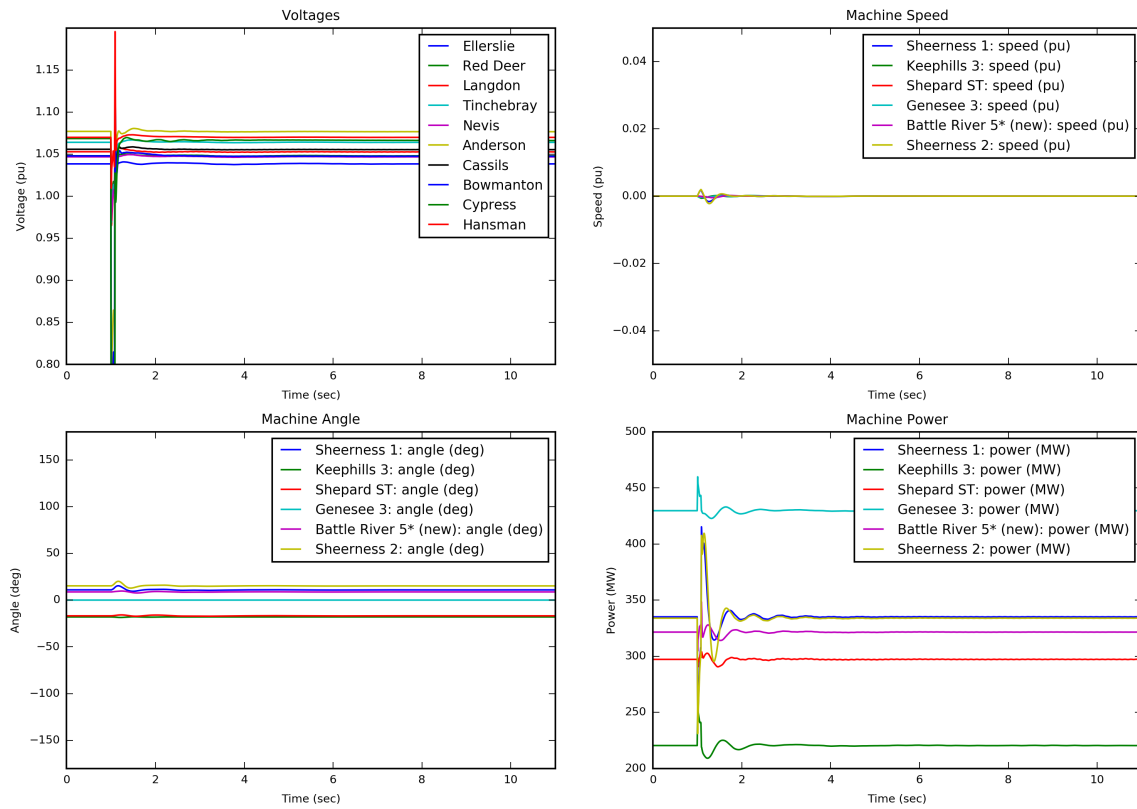 Voltages
1.15
1.10
1.05
1.00
0.95
0.90
0.85
0.80
Voltage (pu)
Ellerslie
Red Deer
Langdon
Tinchebray
Nevis
Anderson
Cassils
Bowmanton
Cypress
Hansman
0 2 4 6 8 10
Time (sec)
Machine Speed
0.04
0.02
0.00
−0.02
−0.04
Speed (pu)
Sheerness 1: speed (pu)
Keephills 3: speed (pu)
Shepard ST: speed (pu)
Genesee 3: speed (pu)
Battle River 5* (new): speed (pu)
Sheerness 2: speed (pu)
0 2 4 6 8 10
Time (sec)
Machine Angle
150
100
50
0
−50
−100
−150
Angle (deg)
Sheerness 1: angle (deg)
Keephills 3: angle (deg)
Shepard ST: angle (deg)
Genesee 3: angle (deg)
Battle River 5* (new): angle (deg)
Sheerness 2: angle (deg)
0 2 4 6 8 10
Time (sec)
Machine Power
500
450
400
350
300
250
200
Power (MW)
Sheerness 1: power (MW)
Keephills 3: power (MW)
Shepard ST: power (MW)
Genesee 3: power (MW)
Battle River 5* (new): power (MW)
Sheerness 2: power (MW)
0 2 4 6 8 10
Time (sec)